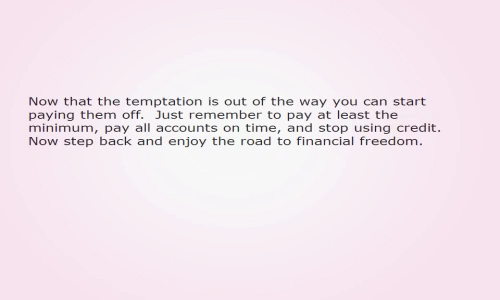 Now that the temptation is out of the way you can start
paying them off.  Just remember to pay at least the
minimum, pay all accounts on time, and stop using credit.
Now step back and enjoy the road to financial freedom.